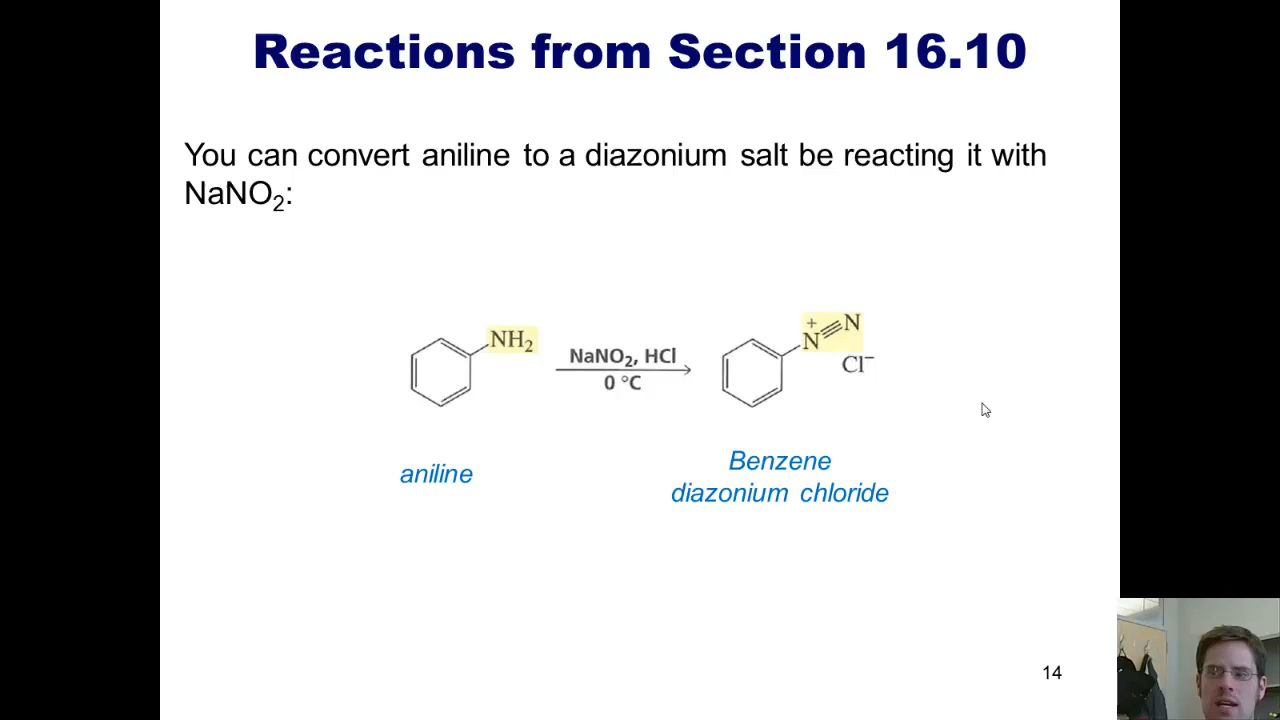 Reactions from Section 16.10
You can convert aniline to a diazonium salt be reacting it with
NaNO₂:
NH₂
NaNO₂, HCl
0 °C
+
N≡N
Cl⁻
aniline
Benzene
diazonium chloride
14